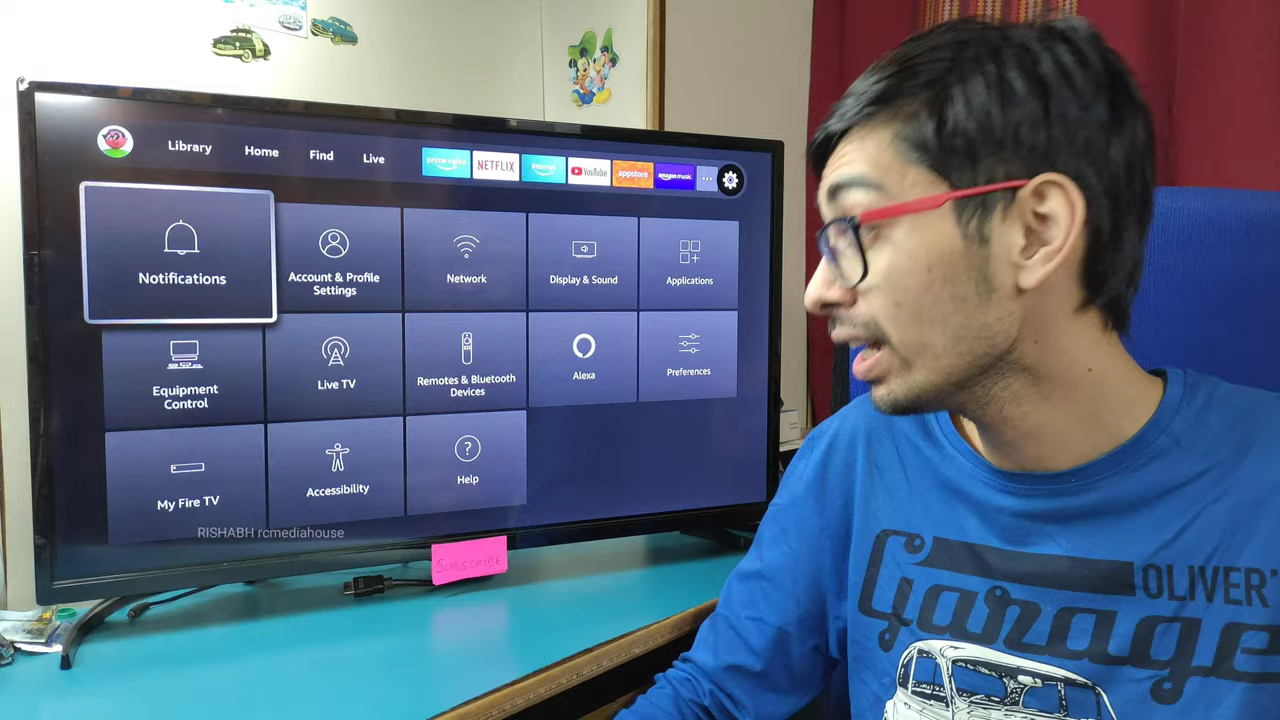 Library Home Find Live prime video NETFLIX internet YouTube appstore amazon music
Notifications
Account & Profile
Settings
Network
Display & Sound
Applications
Equipment
Control
Live TV
Remotes & Bluetooth
Devices
Alexa
Preferences
My Fire TV
Accessibility
Help
RISHABH rcmediahouse
SUBSCRIBE
OLIVER'
Garage